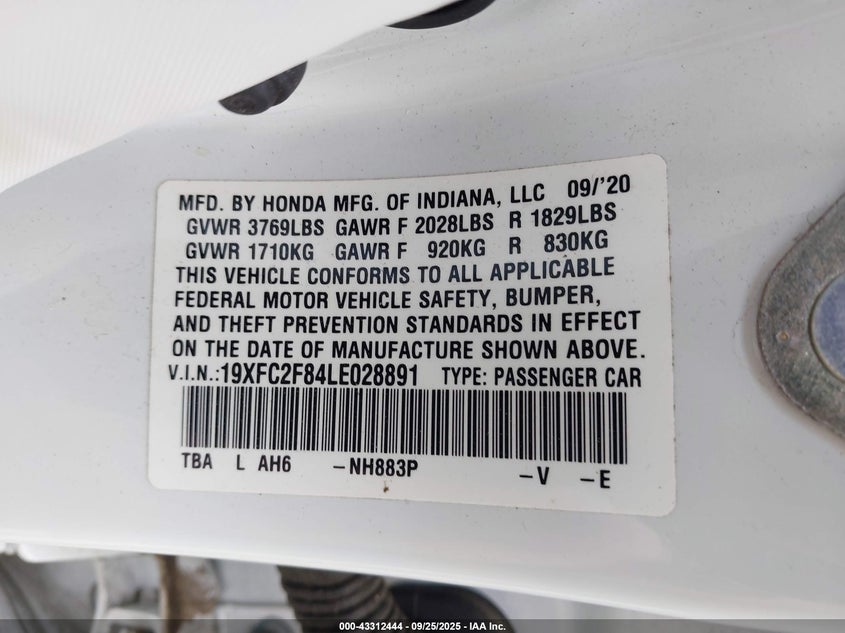 MFD. BY HONDA MFG. OF INDIANA, LLC 09/'20
GVWR 3769LBS GAWR F 2028LBS R 1829LBS
GVWR 1710KG GAWR F 920KG R 830KG
THIS VEHICLE CONFORMS TO ALL APPLICABLE
FEDERAL MOTOR VEHICLE SAFETY, BUMPER,
AND THEFT PREVENTION STANDARDS IN EFFECT
ON THE DATE OF MANUFACTURE SHOWN ABOVE.
V.I.N.:19XFC2F84LE028891 TYPE: PASSENGER CAR
TBA L AH6 -NH883P -V -E
000-43312444 - 09/25/2025 - IAA Inc.